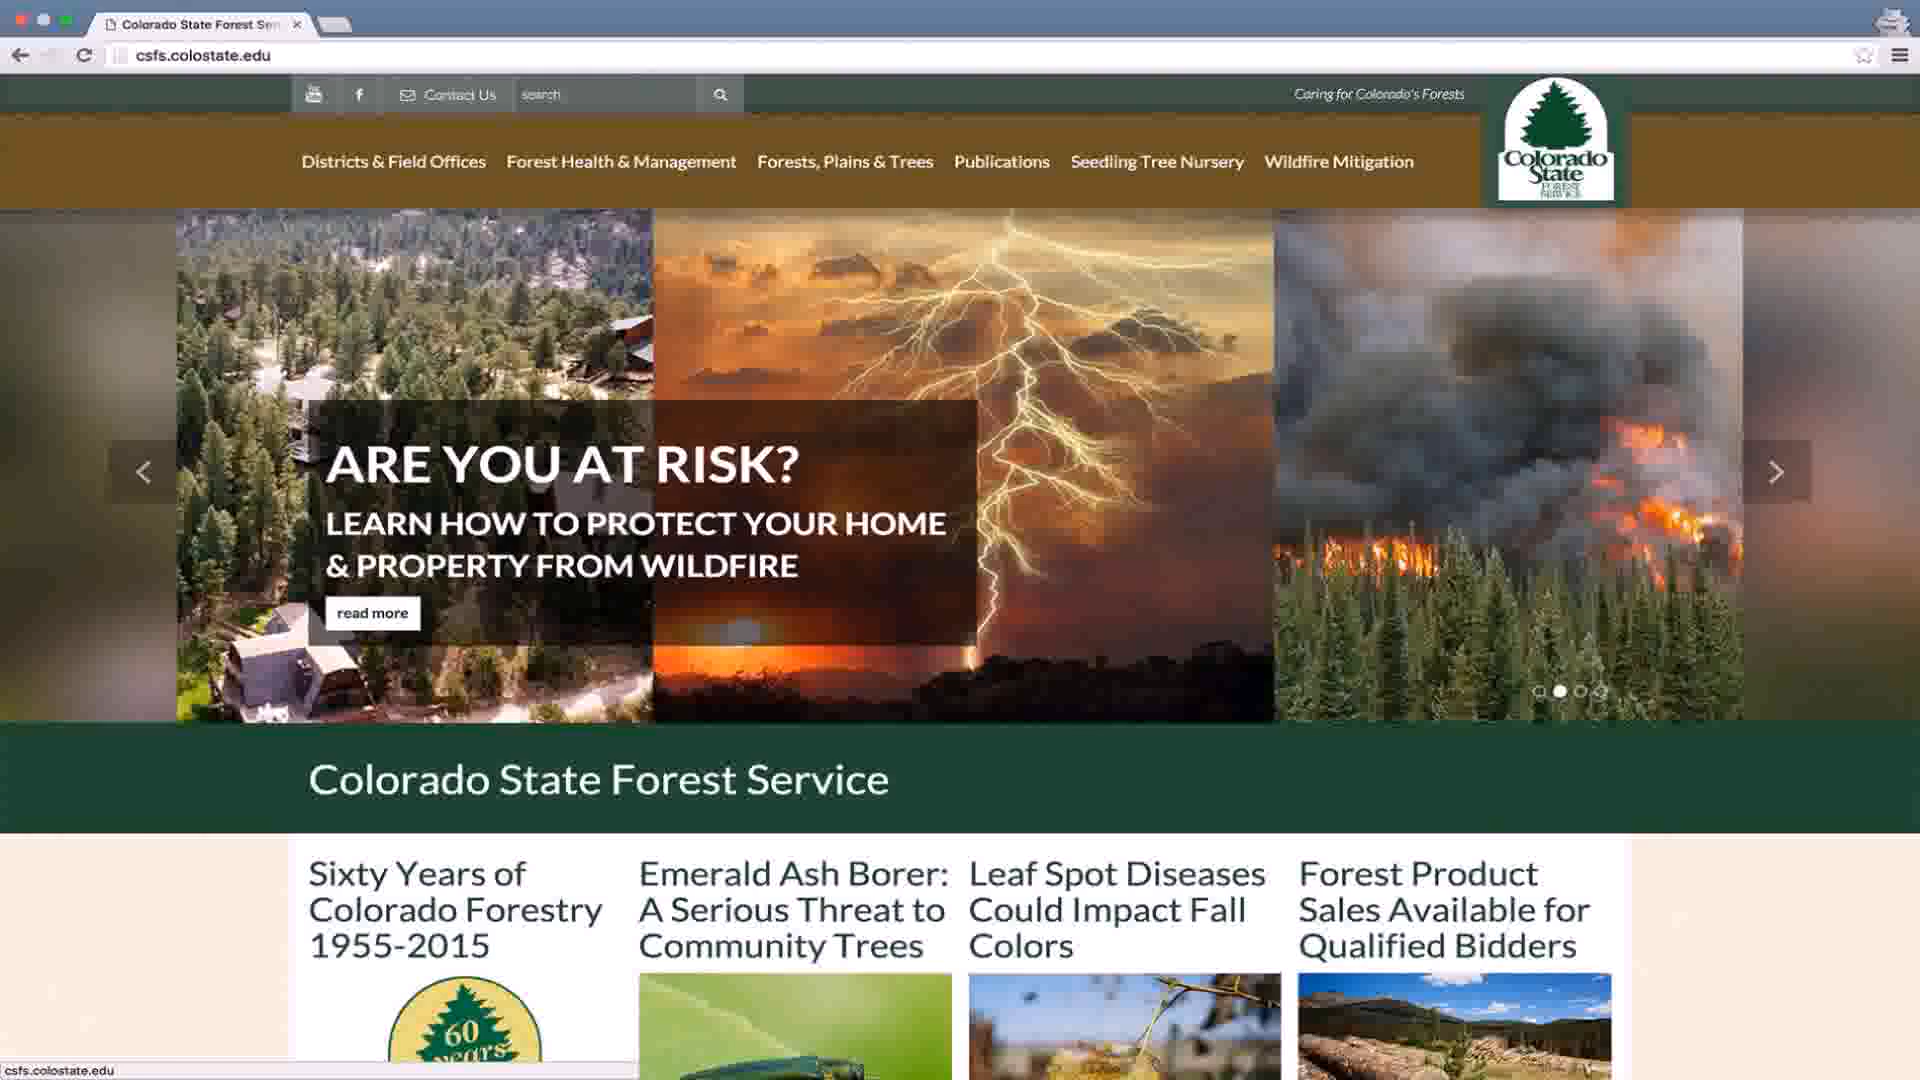 Colorado State Forest Ser
csfs.colostate.edu
Contact Us
search
Caring for Colorado's Forests
Districts & Field Offices
Forest Health & Management
Forests, Plains & Trees
Publications
Seedling Tree Nursery
Wildfire Mitigation
Colorado
State
FOREST
SERVICE
ARE YOU AT RISK?
LEARN HOW TO PROTECT YOUR HOME
& PROPERTY FROM WILDFIRE
read more
Colorado State Forest Service
Sixty Years of
Colorado Forestry
1955-2015
Emerald Ash Borer:
A Serious Threat to
Community Trees
Leaf Spot Diseases
Could Impact Fall
Colors
Forest Product
Sales Available for
Qualified Bidders
60
years
csfs.colostate.edu